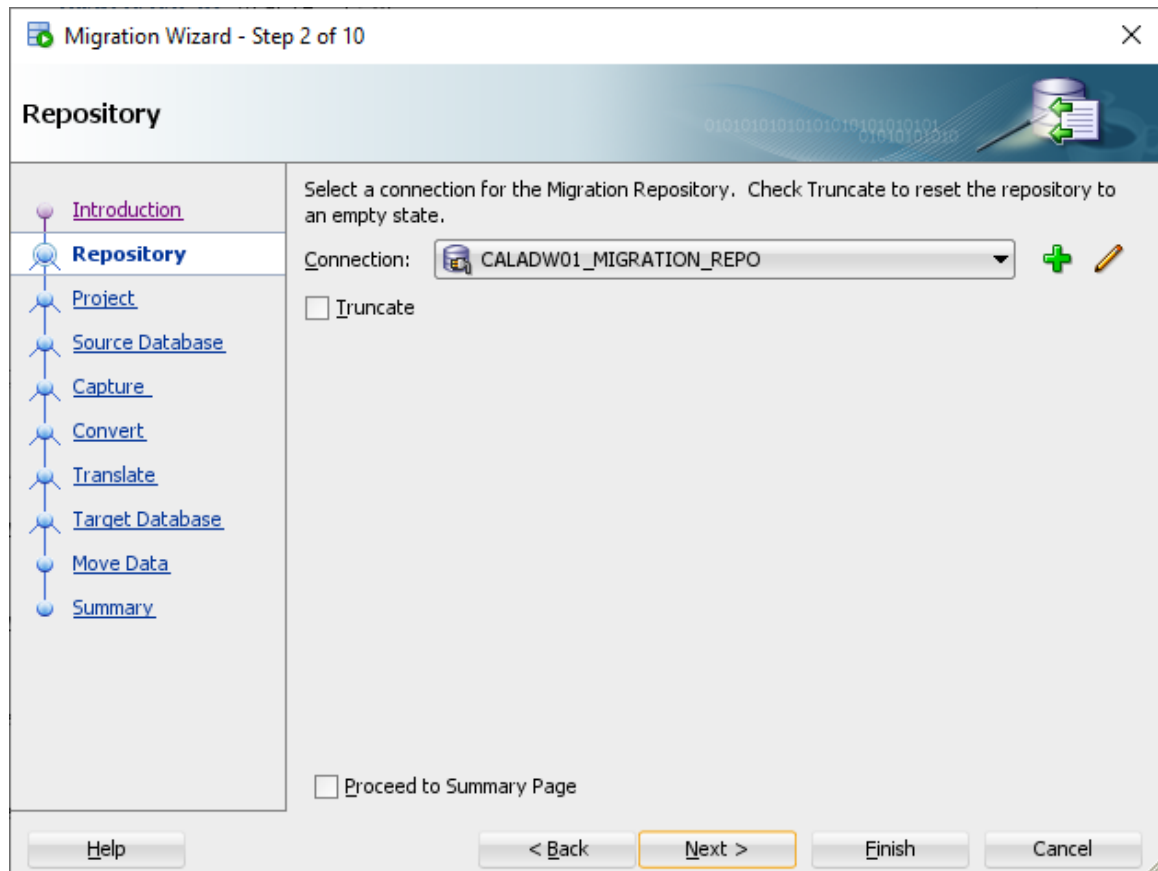 Migration Wizard - Step 2 of 10
Repository
Select a connection for the Migration Repository. Check Truncate to reset the repository to
an empty state.
Connection: CALADW01_MIGRATION_REPO
Truncate
Introduction
Repository
Project
Source Database
Capture
Convert
Translate
Target Database
Move Data
Summary
Proceed to Summary Page
Help
< Back
Next >
Finish
Cancel